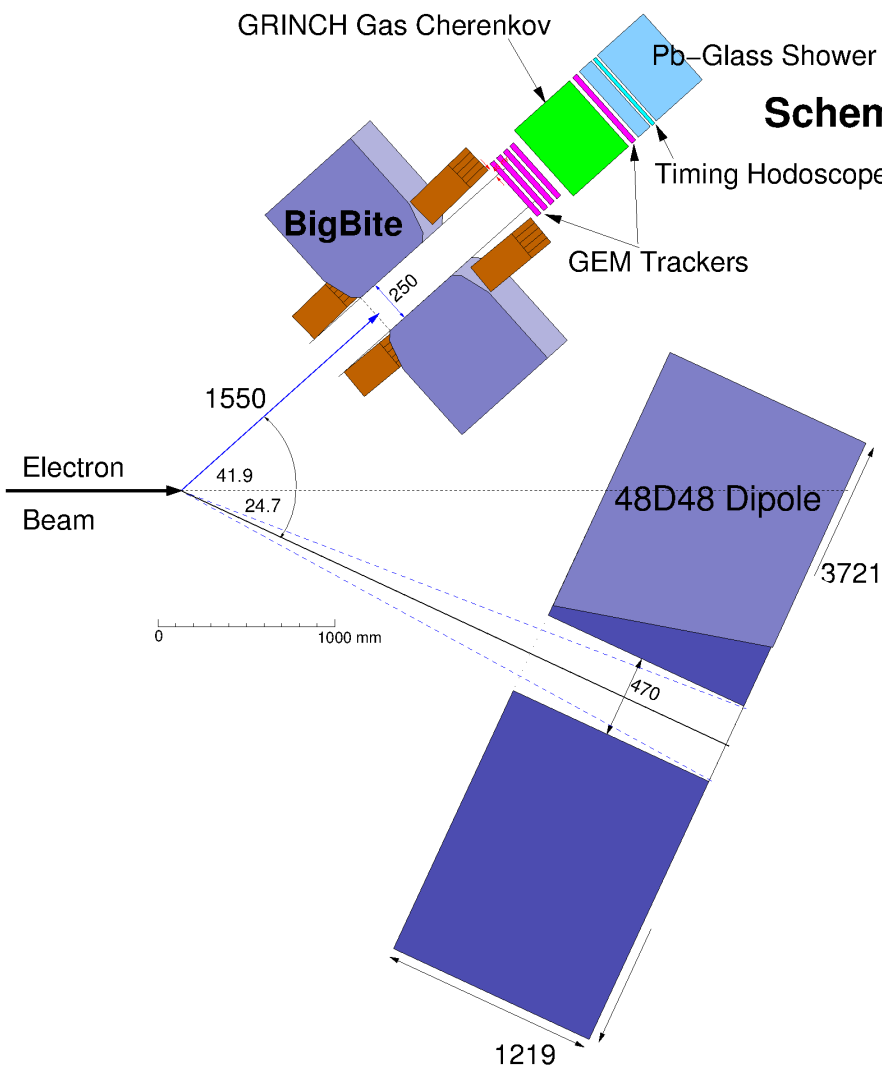 GRINCH Gas Cherenkov
Pb-Glass Shower
Schem
Timing Hodoscope
BigBite
GEM Trackers
250
1550
Electron
41.9
Beam
24.7
48D48 Dipole
3721
0
1000 mm
470
1219